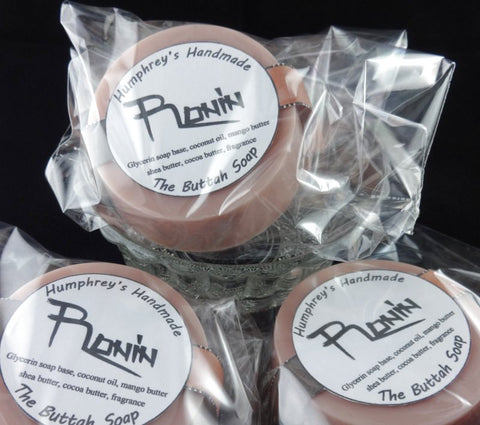 Humphrey's Handmade
Ronin
Glycerin soap base, coconut oil, mango butter
shea butter, cocoa butter, fragrance
The Buttah Soap
Humphrey's Handmade
Ronin
Glycerin soap base, coconut oil, mango butter
shea butter, cocoa butter, fragrance
The Buttah Soap
Humphrey's Handmade
Ronin
Glycerin soap base, coconut oil, mango butter
shea butter, cocoa butter, fragrance
The Buttah Soap